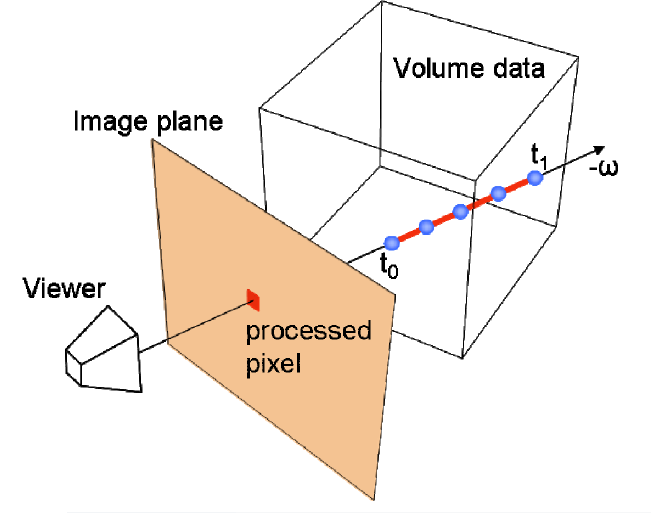 Volume data
Image plane
t₁
-ω
t₀
Viewer
processed
pixel